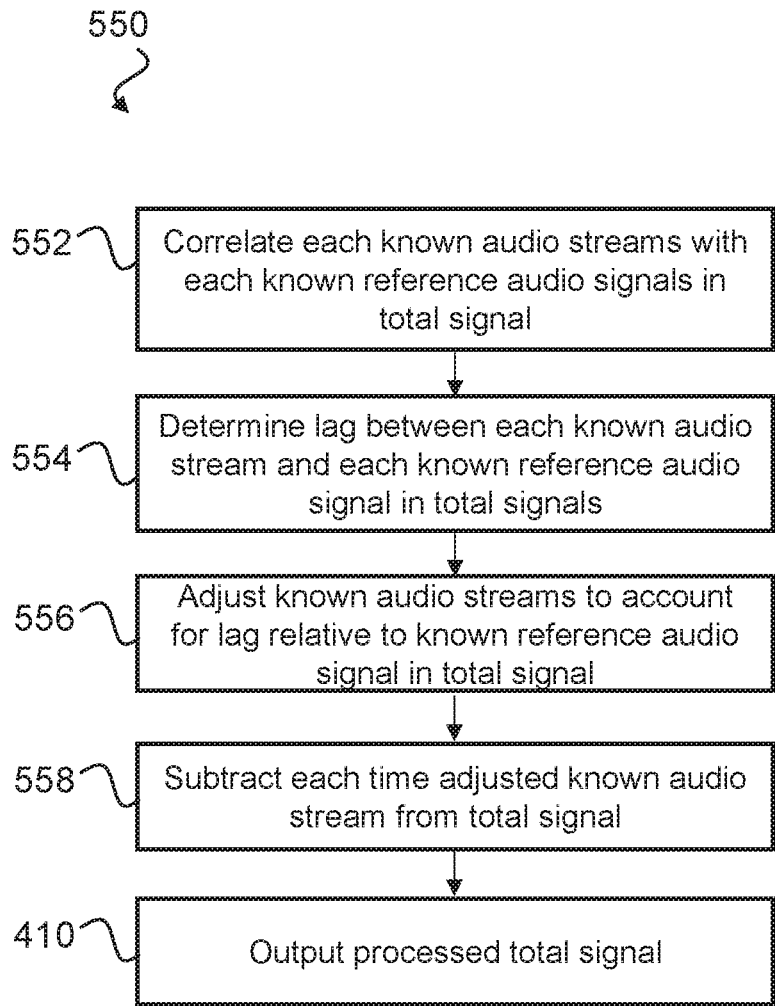 550
552
Correlate each known audio streams with
each known reference audio signals in
total signal
554
Determine lag between each known audio
stream and each known reference audio
signal in total signals
556
Adjust known audio streams to account
for lag relative to known reference audio
signal in total signal
558
Subtract each time adjusted known audio
stream from total signal
410
Output processed total signal